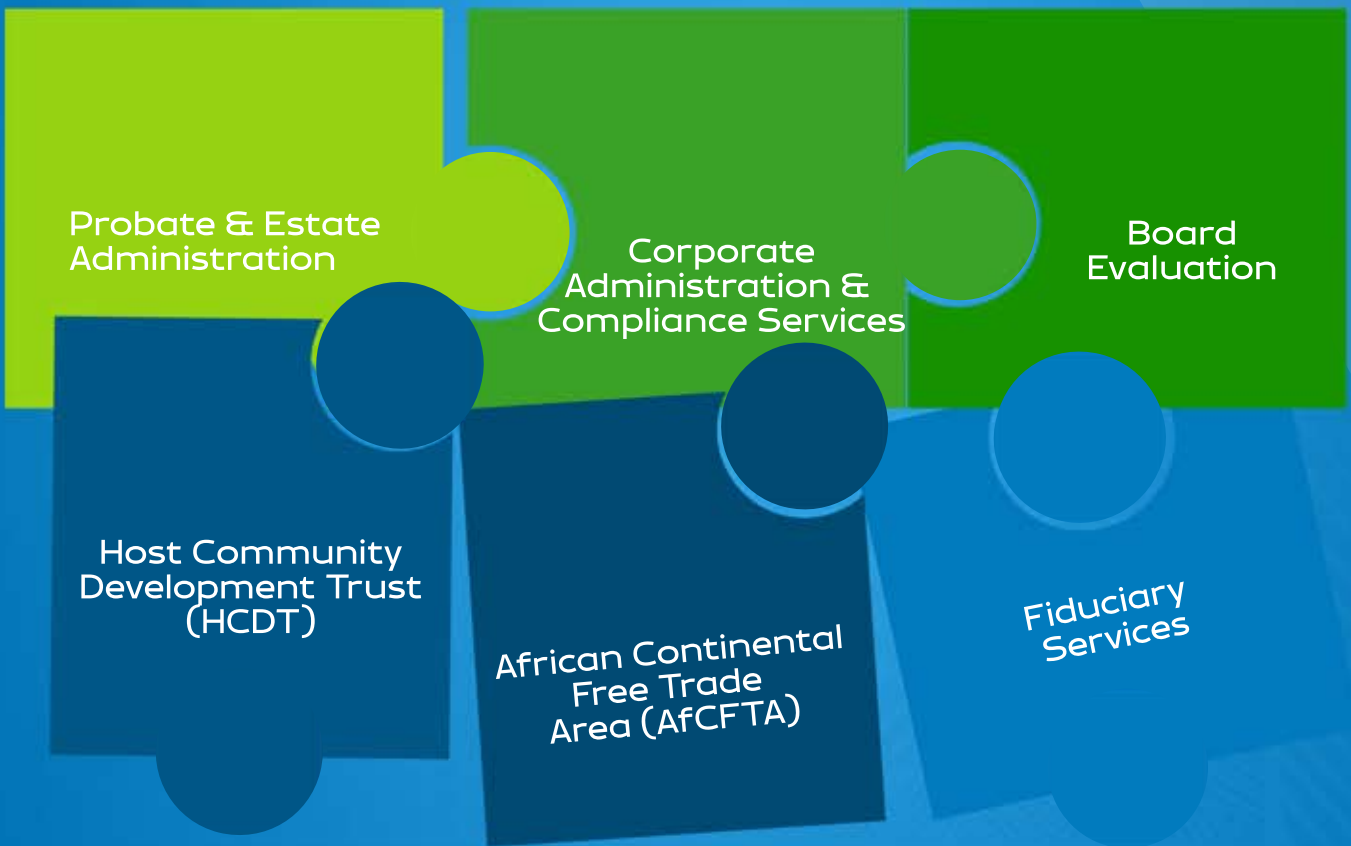 Probate & Estate
Administration
Corporate
Administration &
Compliance Services
Board
Evaluation
Host Community
Development Trust
(HCDT)
African Continental
Free Trade
Area (AfCFTA)
Fiduciary
Services